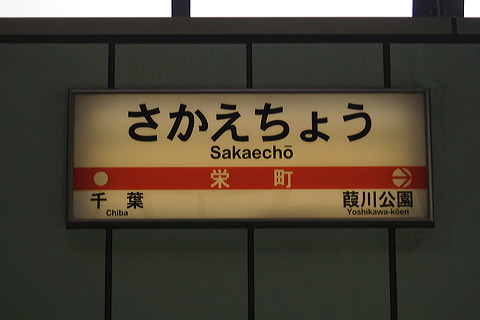 さかえちょう
Sakaechō
栄町
千葉
Chiba
葭川公園
Yoshikawa-kōen